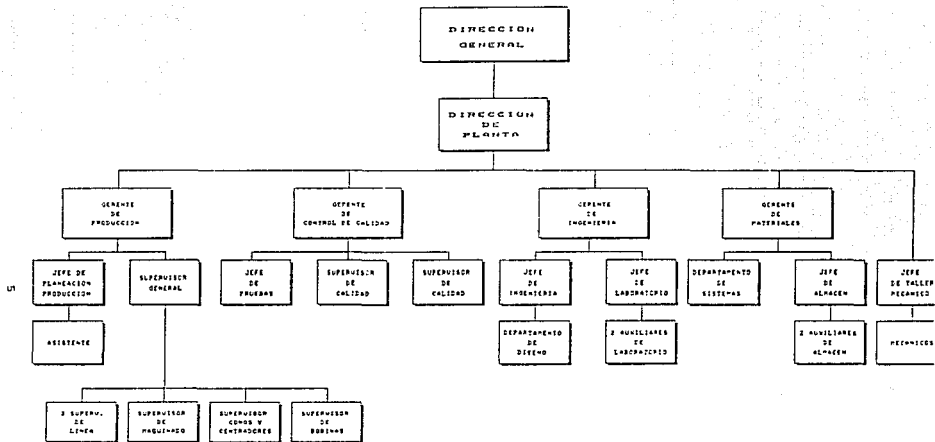 DIRECCION
GENERAL
DIRECCION
DE
PLANTA
GERENTE
DE
PRODUCCION
GERENTE
DE
CONTROL DE CALIDAD
GERENTE
DE
INGENIERIA
GERENTE
DE
MATERIALES
JEFE DE
PLANEACION
PRODUCCION
SUPERVISOR
GENERAL
JEFE
DE
PRUEBAS
SUPERVISOR
DE
CALIDAD
SUPERVISOR
DE
CALIDAD
JEFE
DE
INGENIERIA
JEFE
DE
LABORATORIO
DEPARTAMENTO
DE
SISTEMAS
JEFE
DE
ALMACEN
JEFE
DE TALLER
MECANICO
ASISTENTE
DEPARTAMENTO
DE
DISENO
2 AUXILIARES
DE
LABORATORIO
2 AUXILIARES
DE
ALMACEN
MECANICOS
SUPERV.
DE
LINEA
SUPERVISOR
DE
MAQUINADO
SUPERVISOR
CONOS Y
CENTRADORES
SUPERVISOR
DE
BOBINAS
5